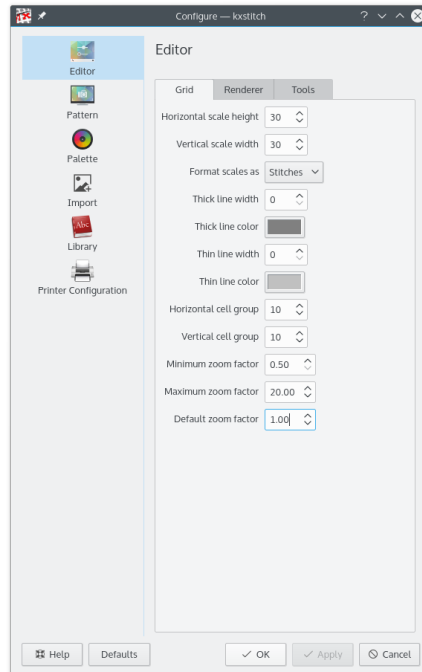 Configure — kxstitch
Editor
Pattern
Palette
Import
Abc
Library
Printer Configuration
Editor
Grid Renderer Tools
Horizontal scale height 30
Vertical scale width 30
Format scales as Stitches
Thick line width 0
Thick line color
Thin line width 0
Thin line color
Horizontal cell group 10
Vertical cell group 10
Minimum zoom factor 0.50
Maximum zoom factor 20.00
Default zoom factor 1.00
Help Defaults OK Apply Cancel